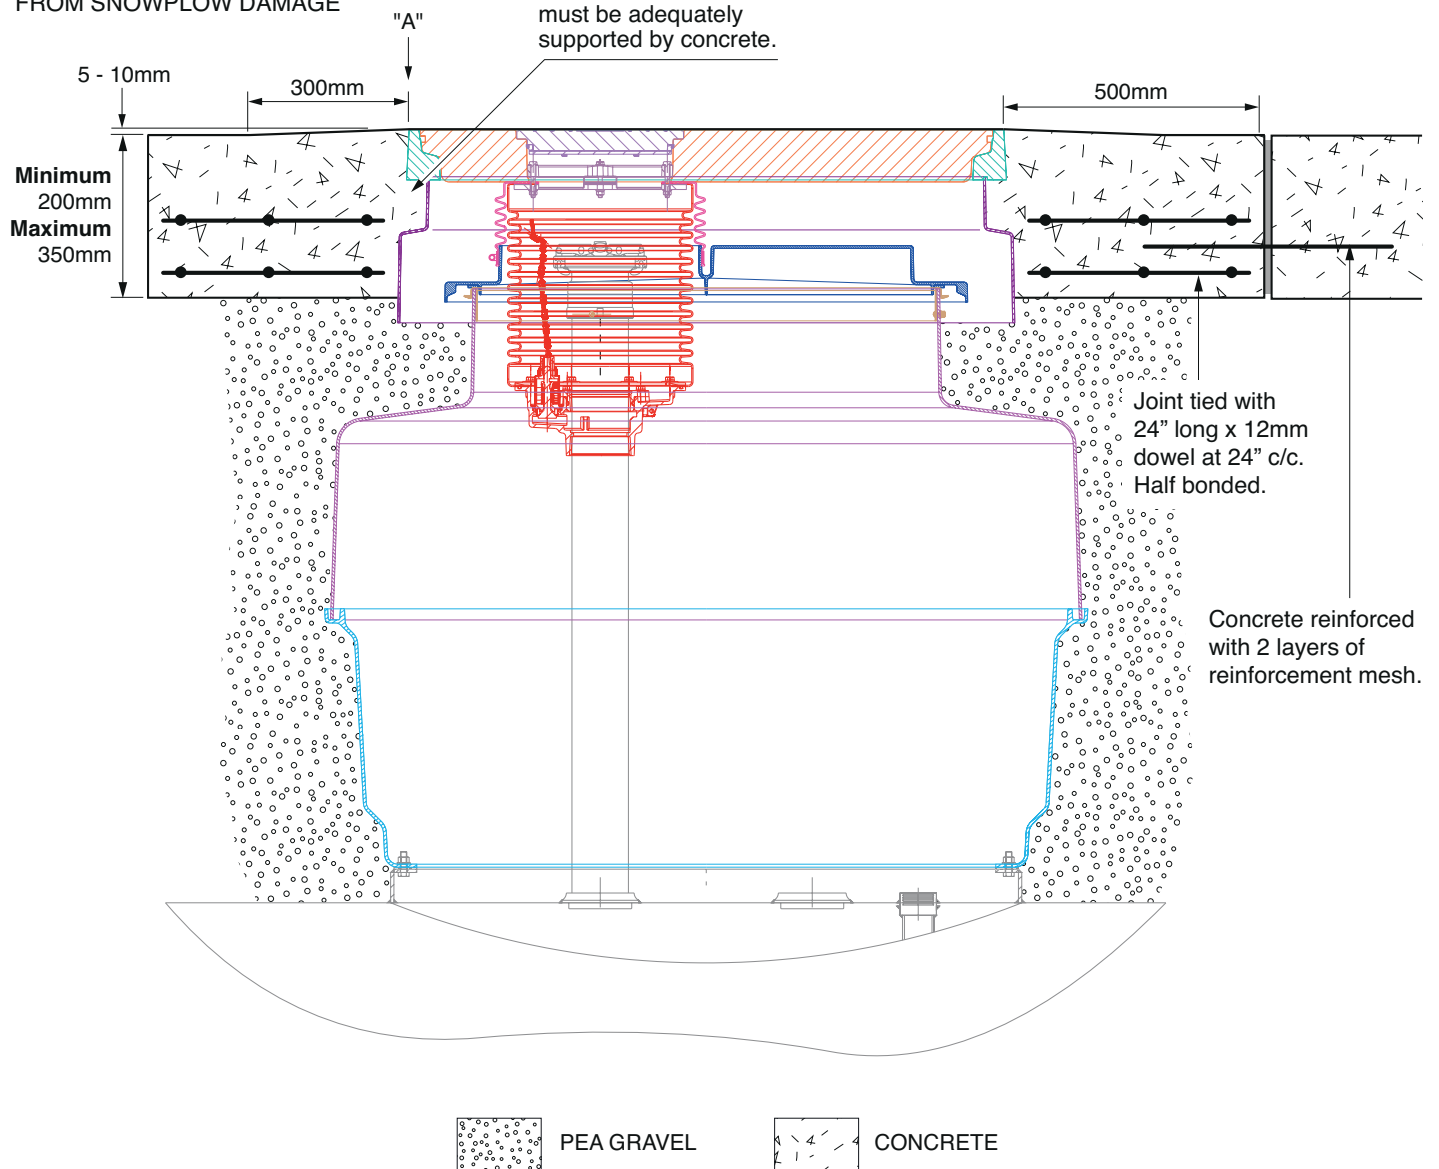 FROM SNOWPLOW DAMAGE
"A"
must be adequately
supported by concrete.
5 - 10mm
300mm
500mm
Minimum
200mm
Maximum
350mm
Joint tied with
24” long x 12mm
dowel at 24” c/c.
Half bonded.
Concrete reinforced
with 2 layers of
reinforcement mesh.
PEA GRAVEL
CONCRETE